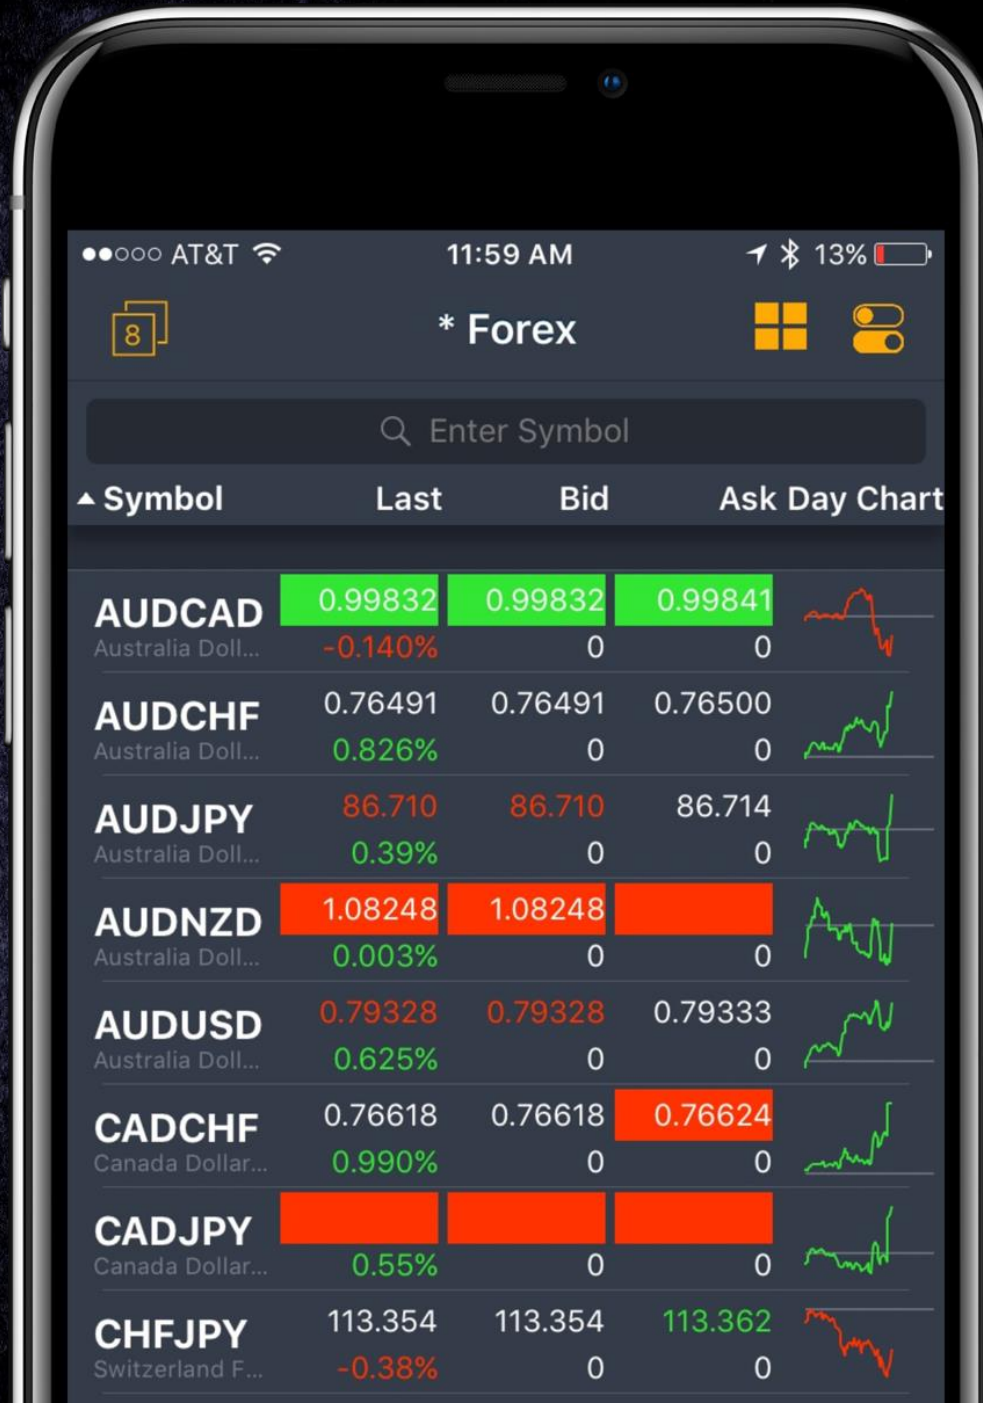 AT&T 11:59 AM 13%
8 * Forex
Enter Symbol
Symbol Last Bid Ask Day Chart
AUDCAD 0.99832 0.99832 0.99841
Australia Doll... -0.140% 0 0
AUDCHF 0.76491 0.76491 0.76500
Australia Doll... 0.826% 0 0
AUDJPY 86.710 86.710 86.714
Australia Doll... 0.39% 0 0
AUDNZD 1.08248 1.08248
Australia Doll... 0.003% 0 0
AUDUSD 0.79328 0.79328 0.79333
Australia Doll... 0.625% 0 0
CADCHF 0.76618 0.76618 0.76624
Canada Dollar... 0.990% 0 0
CADJPY
Canada Dollar... 0.55% 0 0
CHFJPY 113.354 113.354 113.362
Switzerland F... -0.38% 0 0